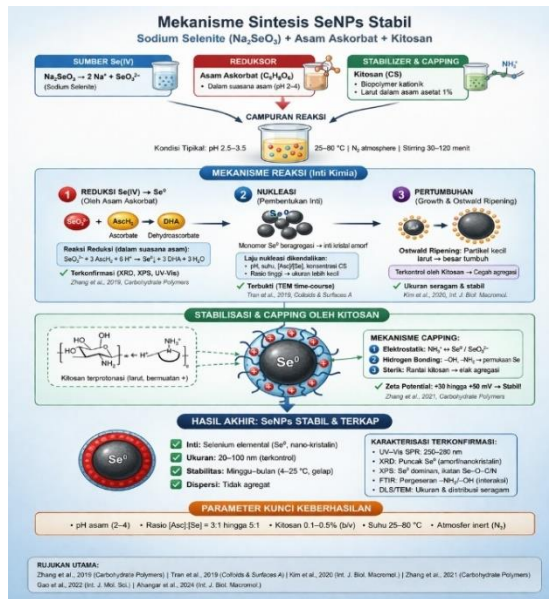 Mekanisme Sintesis SeNPs Stabil
Sodium Selenite (Na₂SeO₃) + Asam Askorbat + Kitosan
SUMBER Se(IV)
Na₂SeO₃ → 2 Na⁺ + SeO₃²⁻
(Sodium Selenite)
REDUKSOR
Asam Askorbat (C₆H₈O₆)
• Dalam suasana asam (pH 2–4)
STABILIZER & CAPPING
Kitosan (CS)
• Biopolymer kationik
• Larut dalam asam asetat 1%
NH₃⁺
CAMPURAN REAKSI
Kondisi Tipikal: pH 2.5–3.5
25–80 °C | N₂ atmosphere | Stirring 30–120 menit
MEKANISME REAKSI (Inti Kimia)
1 REDUKSI Se(IV) → Se⁰
(Oleh Asam Askorbat)
SeO₃²⁻ + AscH₂ → DHA
Ascorbate Dehydroascorbate
Reaksi Reduksi (dalam suasana asam):
SeO₃²⁻ + 3 AscH₂ + 6 H⁺ → Se⁰↓ + 3 DHA + 3 H₂O
✓ Terkonfirmasi (XRD, XPS, UV-Vis)
Zhang et al., 2019, Carbohydrate Polymers
2 NUKLEASI
(Pembentukan Inti)
Se⁰
Monomer Se⁰ beragregasi → inti kristal amorf
Laju nukleasi dikendalikan:
• pH, suhu, [Asc]/[Se], konsentrasi CS
• Rasio tinggi → ukuran lebih kecil
✓ Terbukti (TEM time-course)
Tran et al., 2019, Colloids & Surfaces A
3 PERTUMBUHAN
(Growth & Ostwald Ripening)
Ostwald Ripening: Partikel kecil
larut → besar tumbuh
Terkontrol oleh Kitosan → Cegah agregasi
✓ Ukuran seragam & stabil
Kim et al., 2020, Int. J. Biol. Macromol.
STABILISASI & CAPPING OLEH KITOSAN
Kitosan terprotonasi (larut, bermuatan +)
Se⁰
MEKANISME CAPPING:
1 Elektrostatik: NH₃⁺ ↔ Se⁰ / SeO₃²⁻
2 Hidrogen Bonding: –OH, –NH₂ → permukaan Se
3 Sterik: Rantai kitosan → elak agregasi
✓ Zeta Potential: +30 hingga +50 mV → Stabil!
Zhang et al., 2021, Carbohydrate Polymers
HASIL AKHIR: SeNPs STABIL & TERKAP
Se⁰
Inti: Selenium elemental (Se⁰, nano-kristalin)
Ukuran: 20–100 nm (terkontrol)
Stabilitas: Minggu–bulan (4–25 °C, gelap)
Dispersi: Tidak agregat
KARAKTERISASI TERKONFIRMASI:
• UV–Vis SPR: 250–280 nm
• XRD: Puncak Se⁰ (amorf/nanokristalin)
• XPS: Se⁰ dominan, ikatan Se–O–C/N
• FTIR: Pergeseran –NH₂/–OH (interaksi)
• DLS/TEM: Ukuran & distribusi seragam
PARAMETER KUNCI KEBERHASILAN
• pH asam (2–4) • Rasio [Asc]:[Se] = 3:1 hingga 5:1 • Kitosan 0.1–0.5% (b/v) • Suhu 25–80 °C • Atmosfer inert (N₂)
RUJUKAN UTAMA:
Zhang et al., 2019 (Carbohydrate Polymers) | Tran et al., 2019 (Colloids & Surfaces A) | Kim et al., 2020 (Int. J. Biol. Macromol.) | Zhang et al., 2021 (Carbohydrate Polymers)
Gao et al., 2022 (Int. J. Mol. Sci.) | Ahangar et al., 2024 (Int. J. Biol. Macromol.)